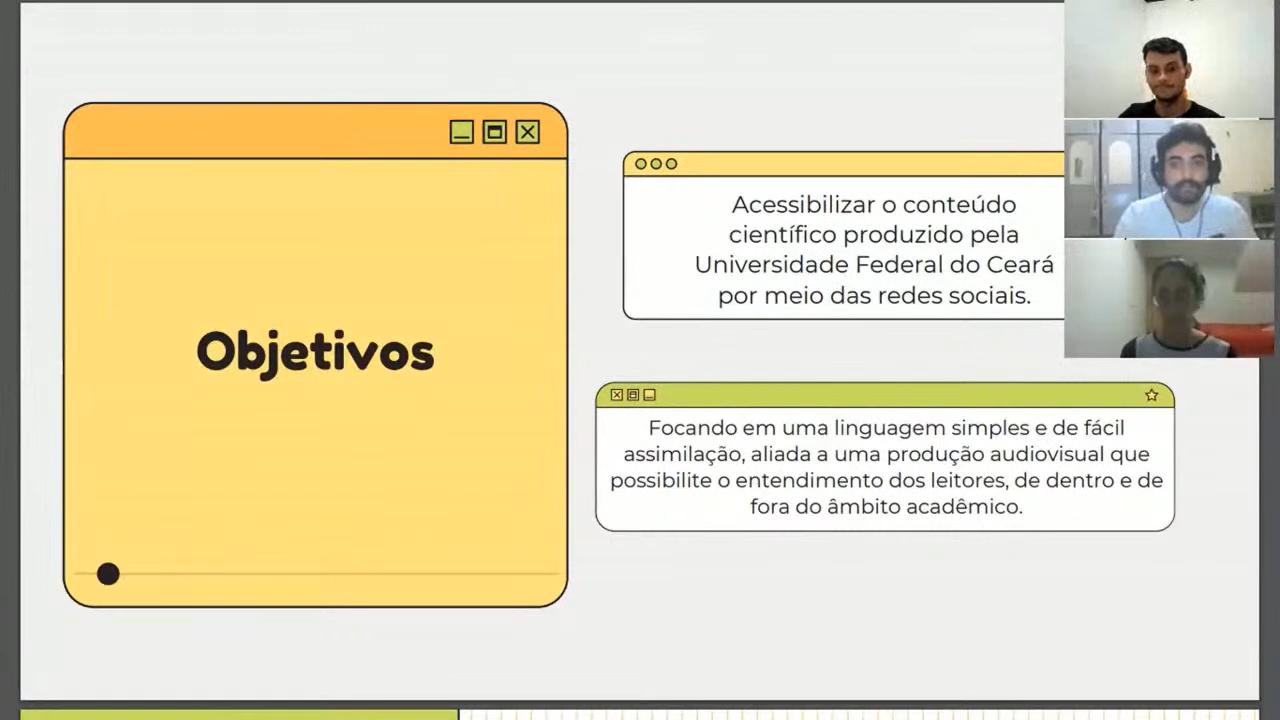 Objetivos
Acessibilizar o conteúdo
científico produzido pela
Universidade Federal do Ceará
por meio das redes sociais.
Focando em uma linguagem simples e de fácil
assimilação, aliada a uma produção audiovisual que
possibilite o entendimento dos leitores, de dentro e de
fora do âmbito acadêmico.